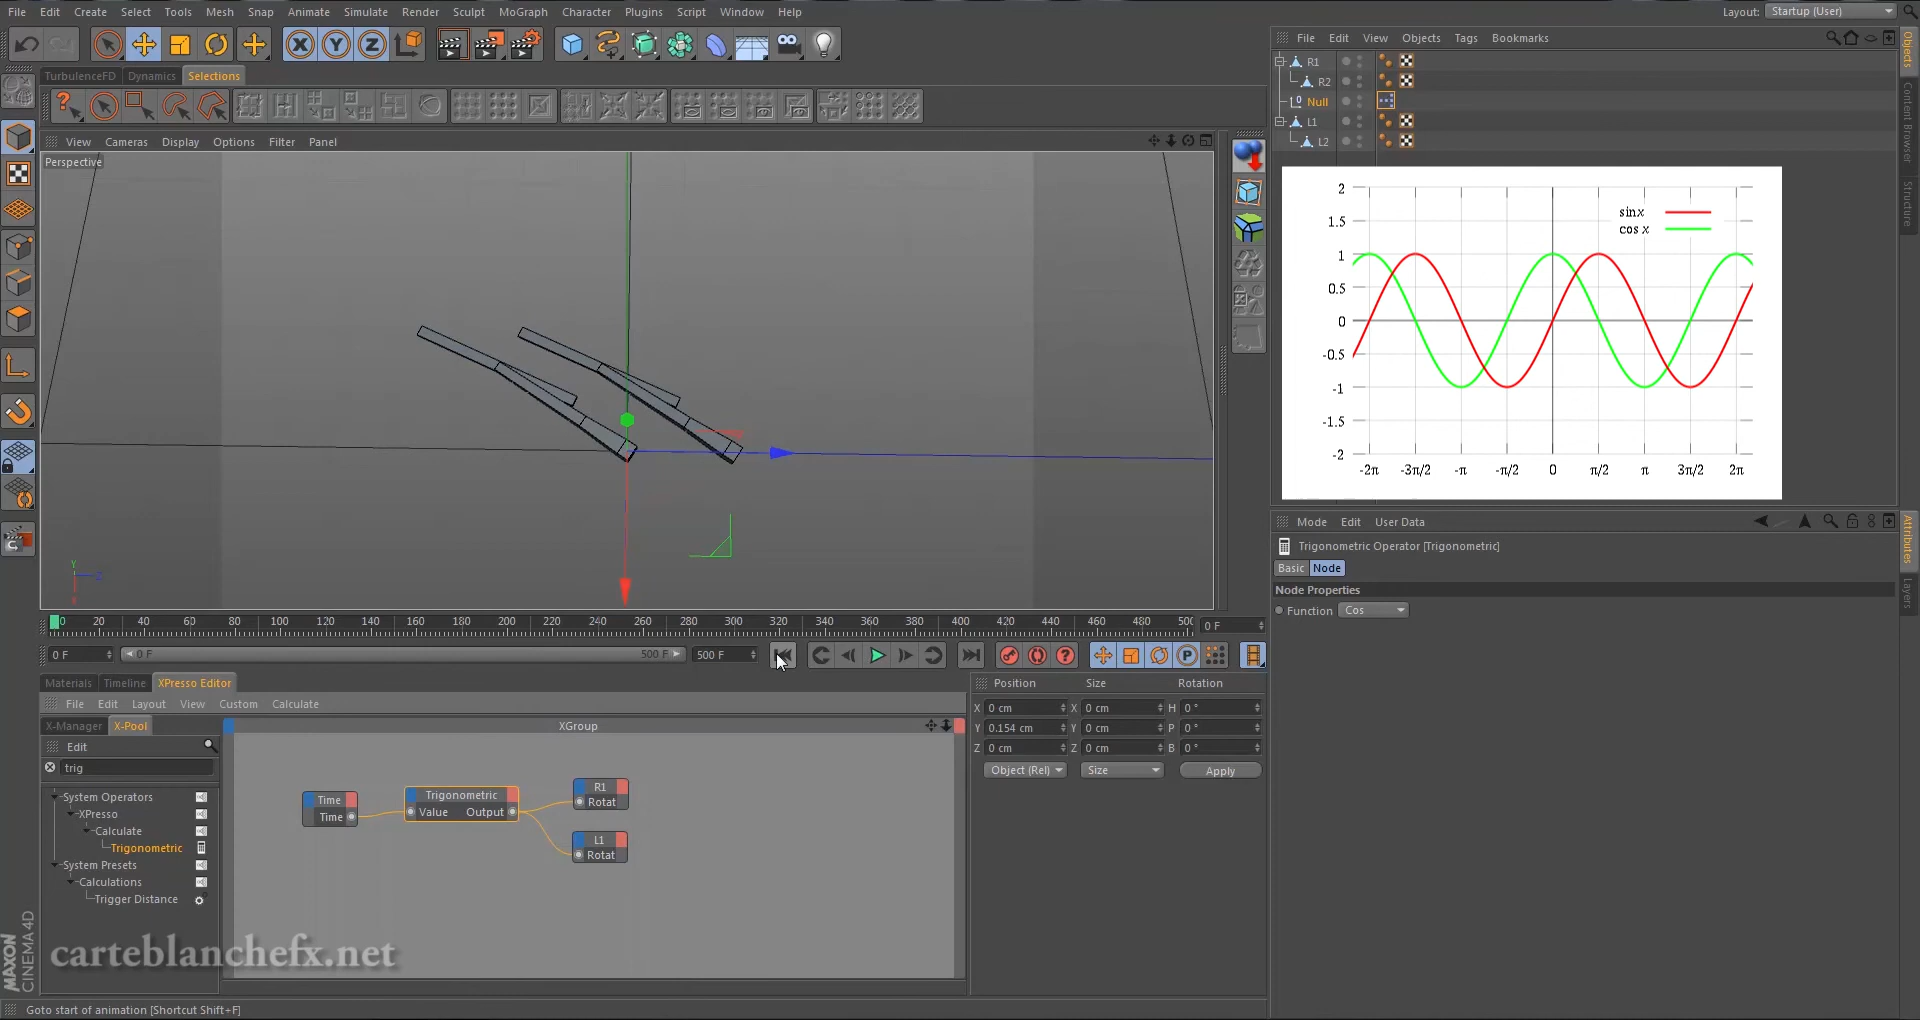 File Edit Create Select Tools Mesh Snap Animate Simulate Render Sculpt MoGraph Character Plugins Script Window Help
Layout: Startup (User)
TurbulenceFD Dynamics Selections
View Cameras Display Options Filter Panel
Perspective
Y
Z
X
0 20 40 60 80 100 120 140 160 180 200 220 240 260 280 300 320 340 360 380 400 420 440 460 480 500
0 F
0 F
0 F
500 F
500 F
Materials Timeline XPresso Editor
File Edit Layout View Custom Calculate
X-Manager X-Pool
XGroup
Edit
trig
System Operators
XPresso
Calculate
Trigonometric
System Presets
Calculations
Trigger Distance
Time
Time
Trigonometric
Value Output
R1
Rotat
L1
Rotat
Position Size Rotation
X 0 cm X 0 cm H 0 °
Y 0.154 cm Y 0 cm P 0 °
Z 0 cm Z 0 cm B 0 °
Object (Rel) Size Apply
MAXON
CINEMA 4D
carteblanchefx.net
Goto start of animation [Shortcut Shift+F]
File Edit View Objects Tags Bookmarks
R1
R2
Null
L1
L2
Objects
Content Browser
Structure
2
1.5
1
0.5
0
-0.5
-1
-1.5
-2
sinx
cos x
-2π -3π/2 -π -π/2 0 π/2 π 3π/2 2π
Mode Edit User Data
Trigonometric Operator [Trigonometric]
Basic Node
Node Properties
Function Cos
Attributes
Layers